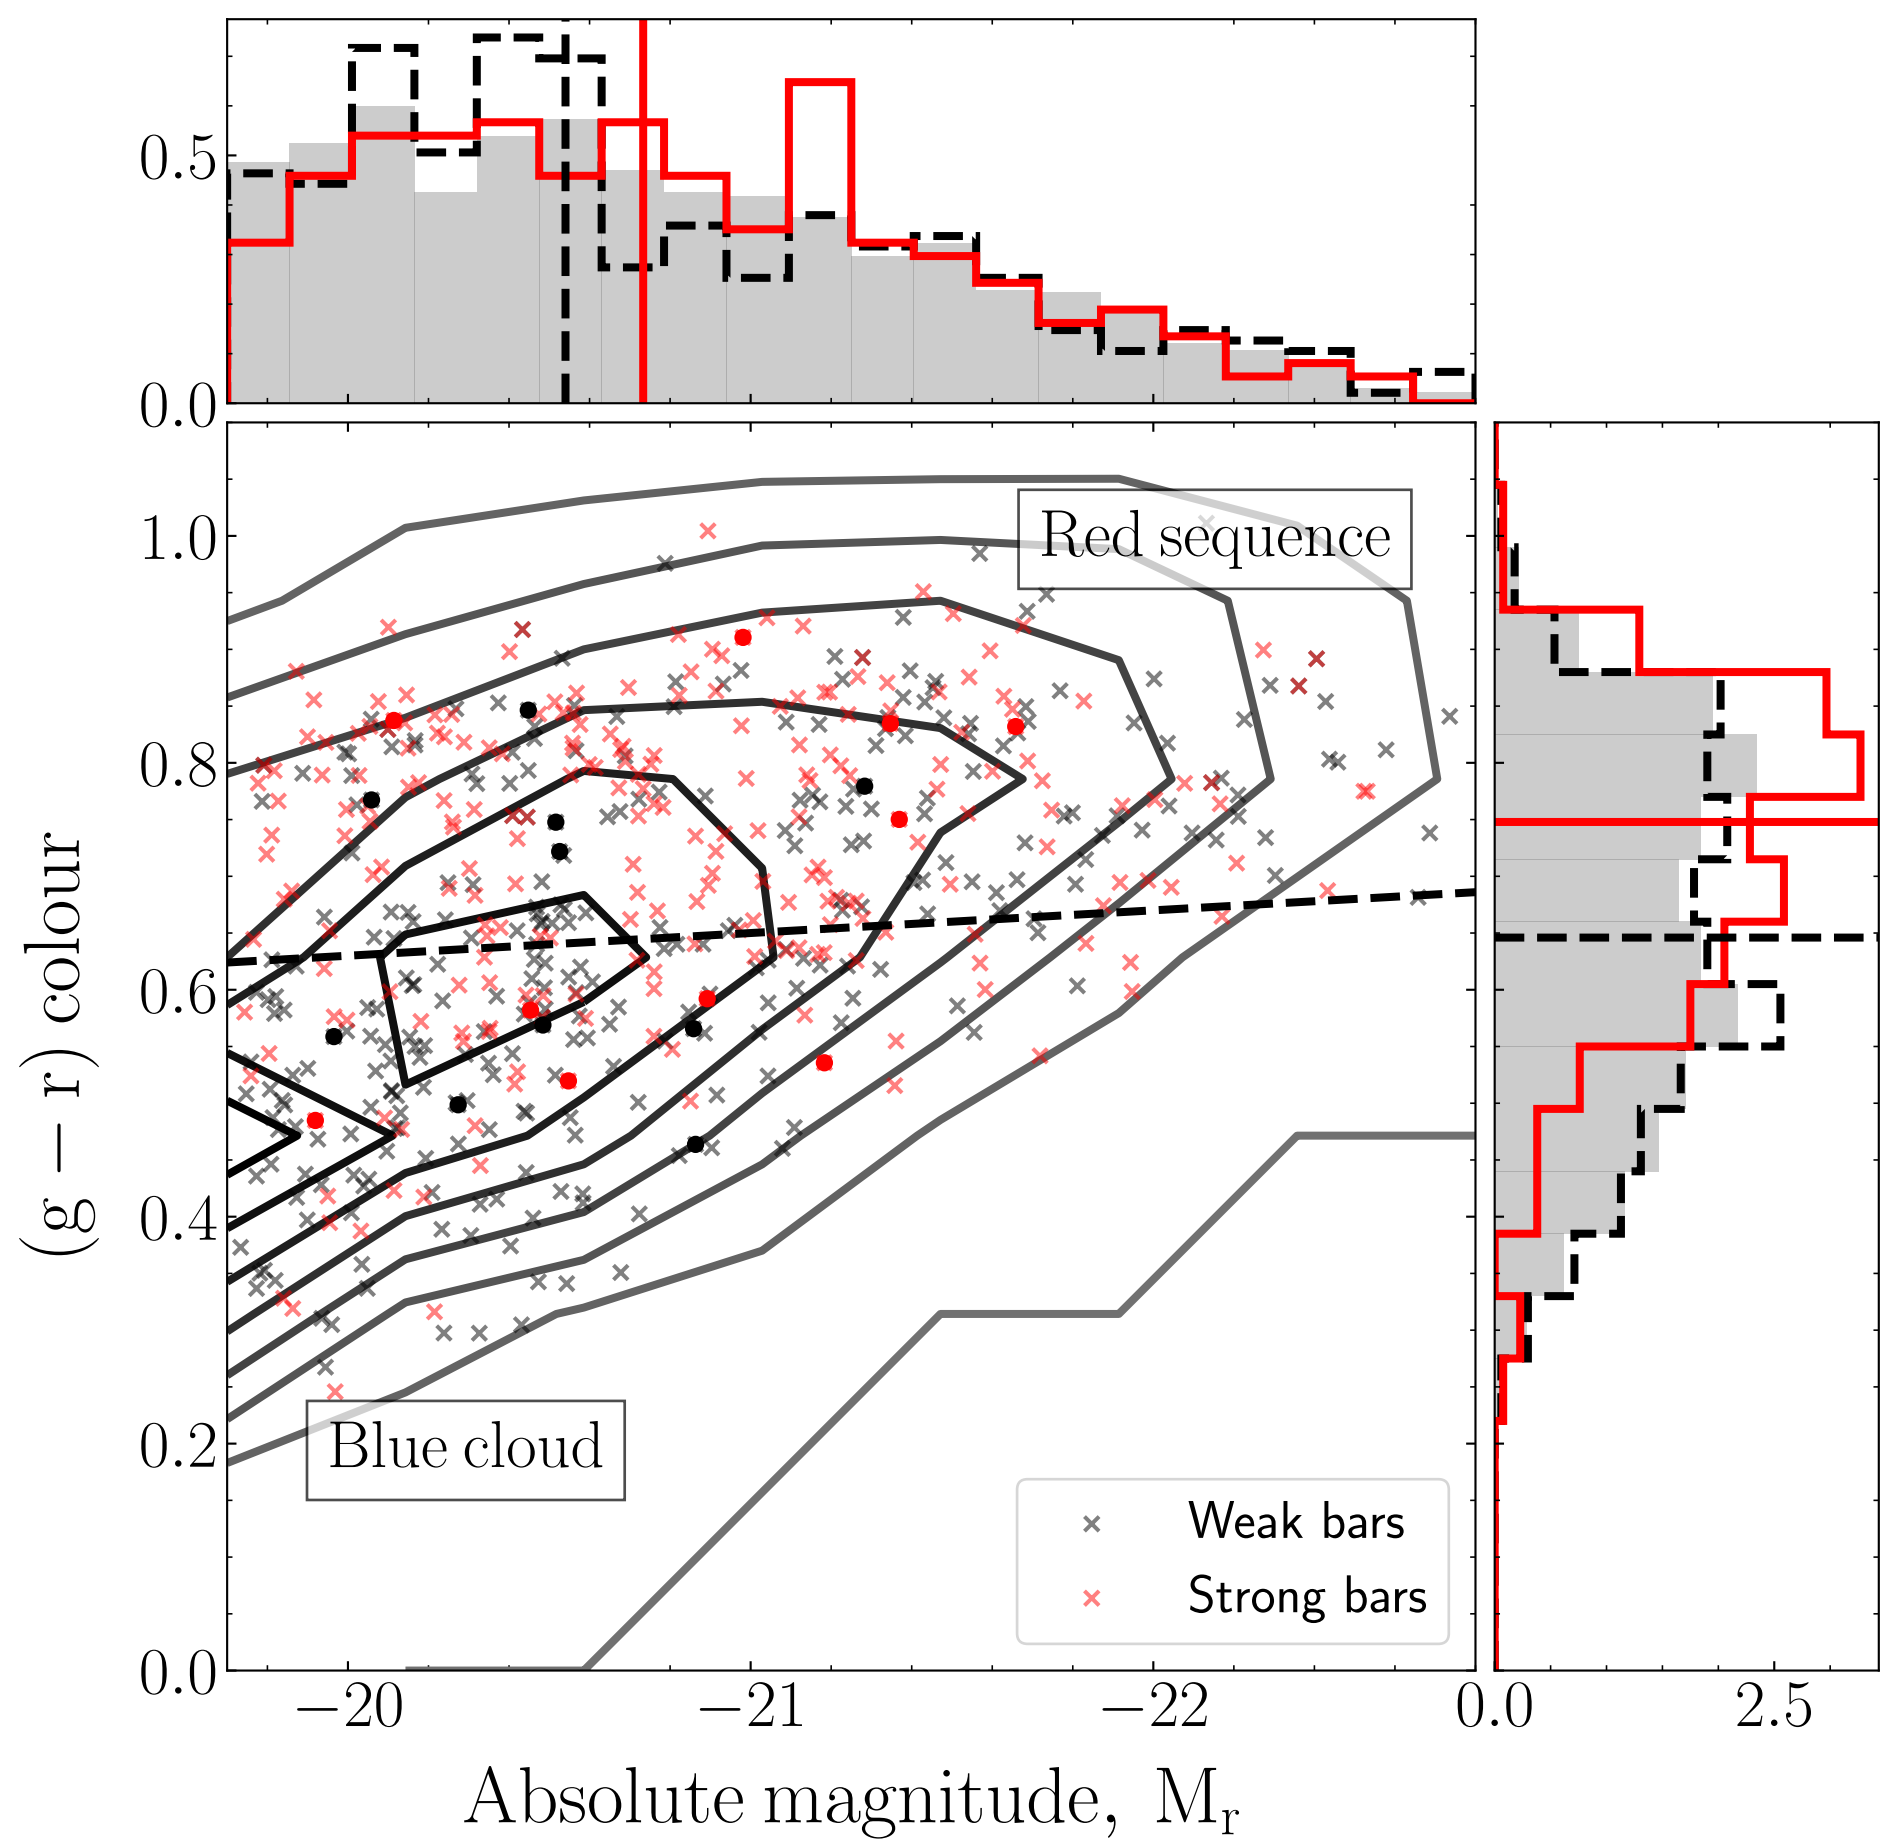 0.5
0.0
(g − r) colour
1.0
0.8
0.6
0.4
0.2
0.0
Red sequence
Blue cloud
Weak bars
Strong bars
−20
−21
−22
0.0
2.5
Absolute magnitude, Mᵣ